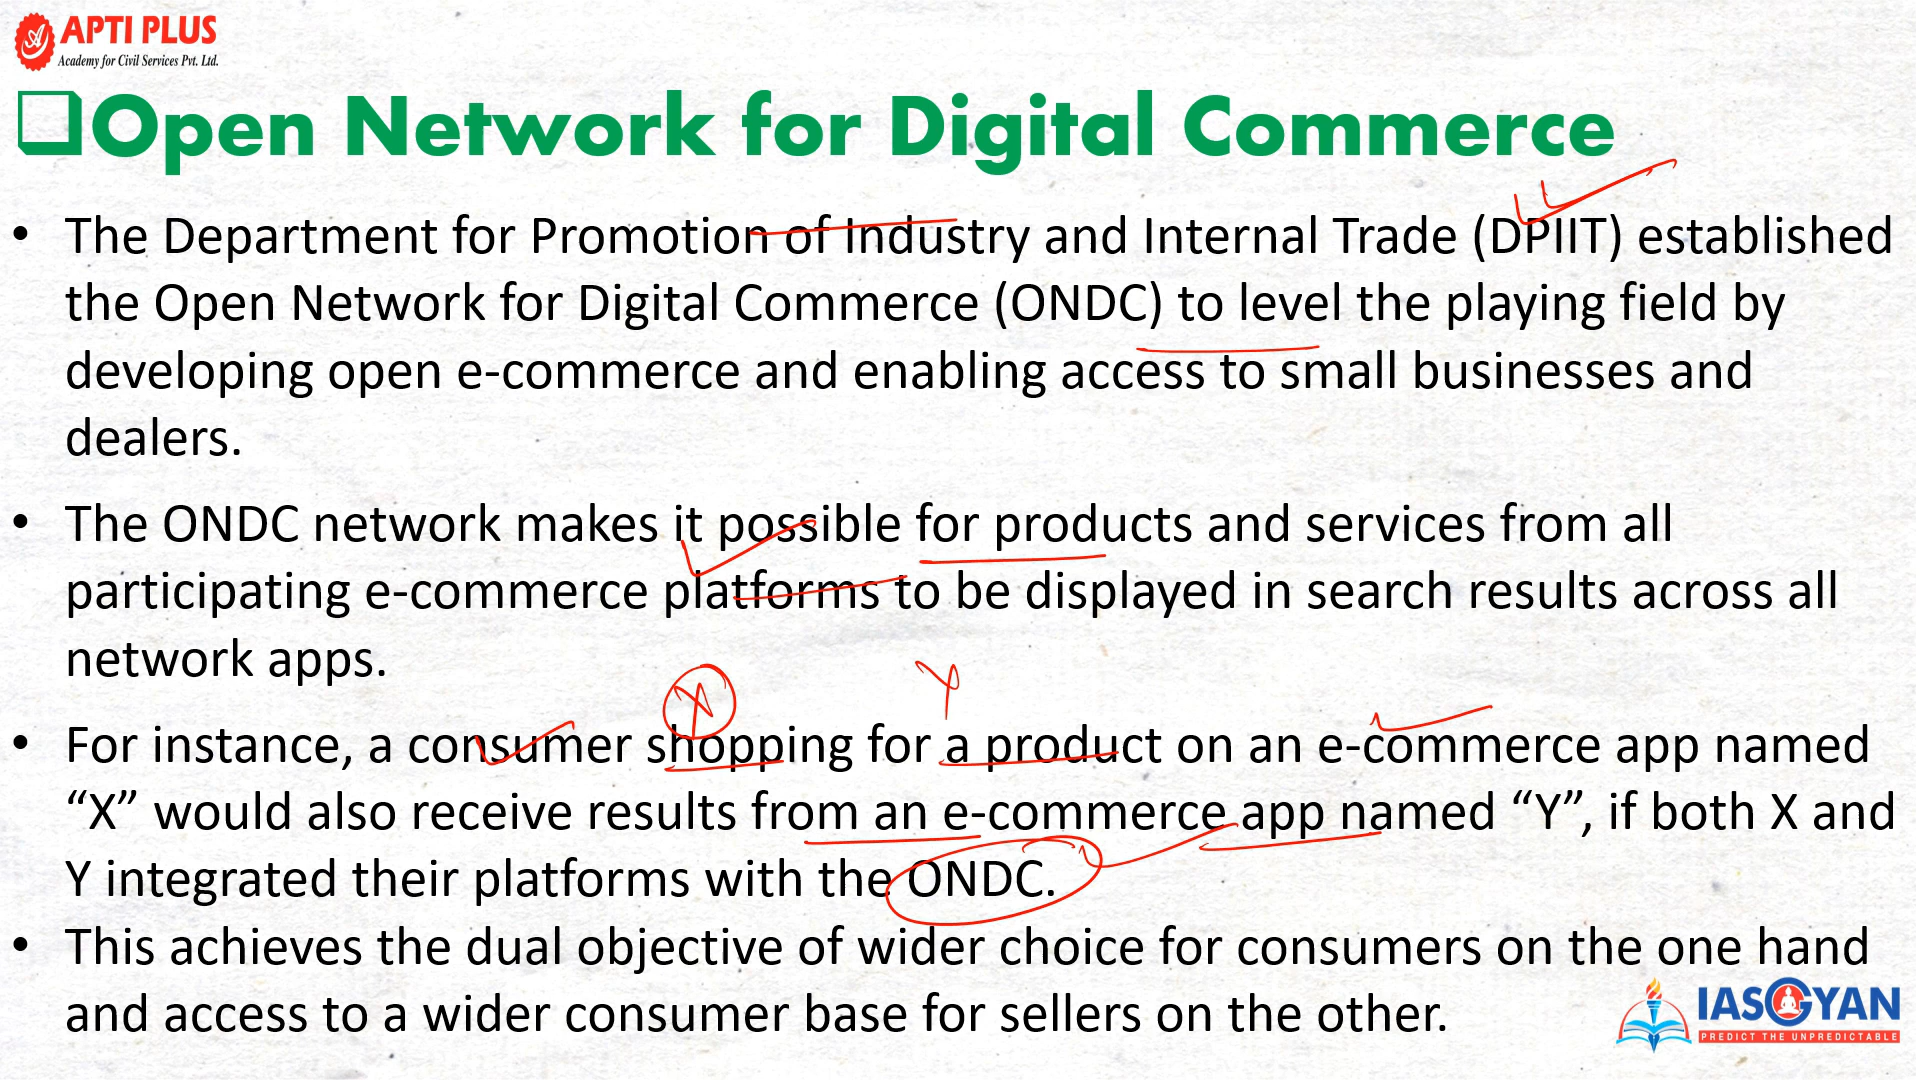 APTI PLUS
Academy for Civil Services Pvt. Ltd.
Open Network for Digital Commerce
• The Department for Promotion of Industry and Internal Trade (DPIIT) established
the Open Network for Digital Commerce (ONDC) to level the playing field by
developing open e-commerce and enabling access to small businesses and
dealers.
• The ONDC network makes it possible for products and services from all
participating e-commerce platforms to be displayed in search results across all
network apps.
X Y
• For instance, a consumer shopping for a product on an e-commerce app named
“X” would also receive results from an e-commerce app named “Y”, if both X and
Y integrated their platforms with the ONDC.
• This achieves the dual objective of wider choice for consumers on the one hand
and access to a wider consumer base for sellers on the other.
IASGYAN
PREDICT THE UNPREDICTABLE